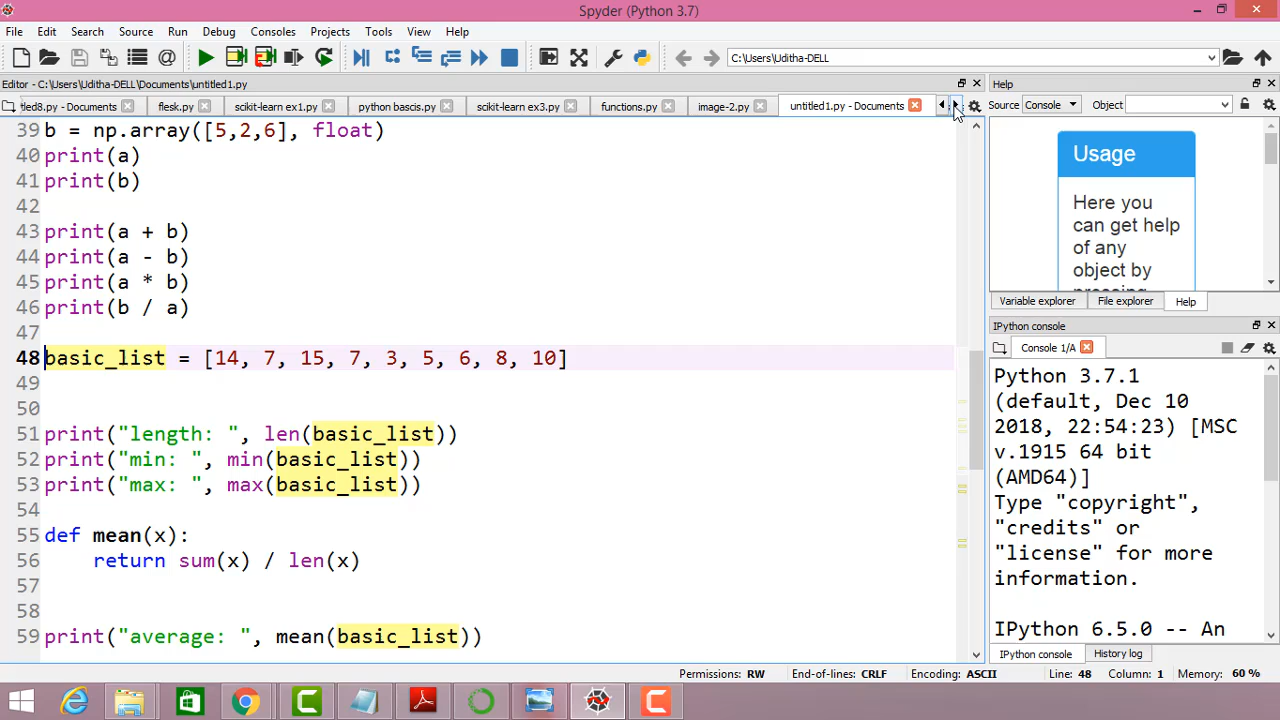 Spyder (Python 3.7)
File Edit Search Source Run Debug Consoles Projects Tools View Help
C:\Users\Uditha-DELL
Editor - C:\Users\Uditha-DELL\Documents\untitled1.py
tled8.py - Documents flesk.py scikit-learn ex1.py python bascis.py scikit-learn ex3.py functions.py image-2.py untitled1.py - Documents
39 b = np.array([5,2,6], float)
40 print(a)
41 print(b)
42
43 print(a + b)
44 print(a - b)
45 print(a * b)
46 print(b / a)
47
48 basic_list = [14, 7, 15, 7, 3, 5, 6, 8, 10]
49
50
51 print("length: ", len(basic_list))
52 print("min: ", min(basic_list))
53 print("max: ", max(basic_list))
54
55 def mean(x):
56     return sum(x) / len(x)
57
58
59 print("average: ", mean(basic_list))
Help
Source Console Object
Usage
Here you
can get help
of any
object by
Variable explorer File explorer Help
IPython console
Console 1/A
Python 3.7.1
(default, Dec 10
2018, 22:54:23) [MSC
v.1915 64 bit
(AMD64)]
Type "copyright",
"credits" or
"license" for more
information.
IPython 6.5.0 -- An
IPython console History log
Permissions: RW End-of-lines: CRLF Encoding: ASCII Line: 48 Column: 1 Memory: 60 %